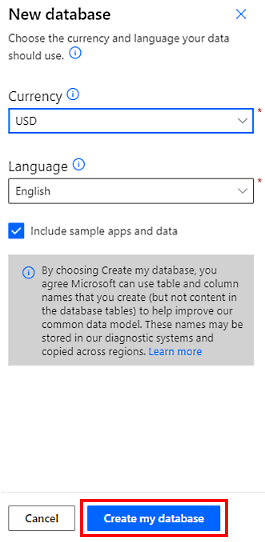 New database
Choose the currency and language your data
should use.
Currency
*
USD
Language
*
English
Include sample apps and data
By choosing Create my database, you
agree Microsoft can use table and column
names that you create (but not content in
the database tables) to help improve our
common data model. These names may be
stored in our diagnostic systems and
copied across regions. Learn more
Cancel
Create my database